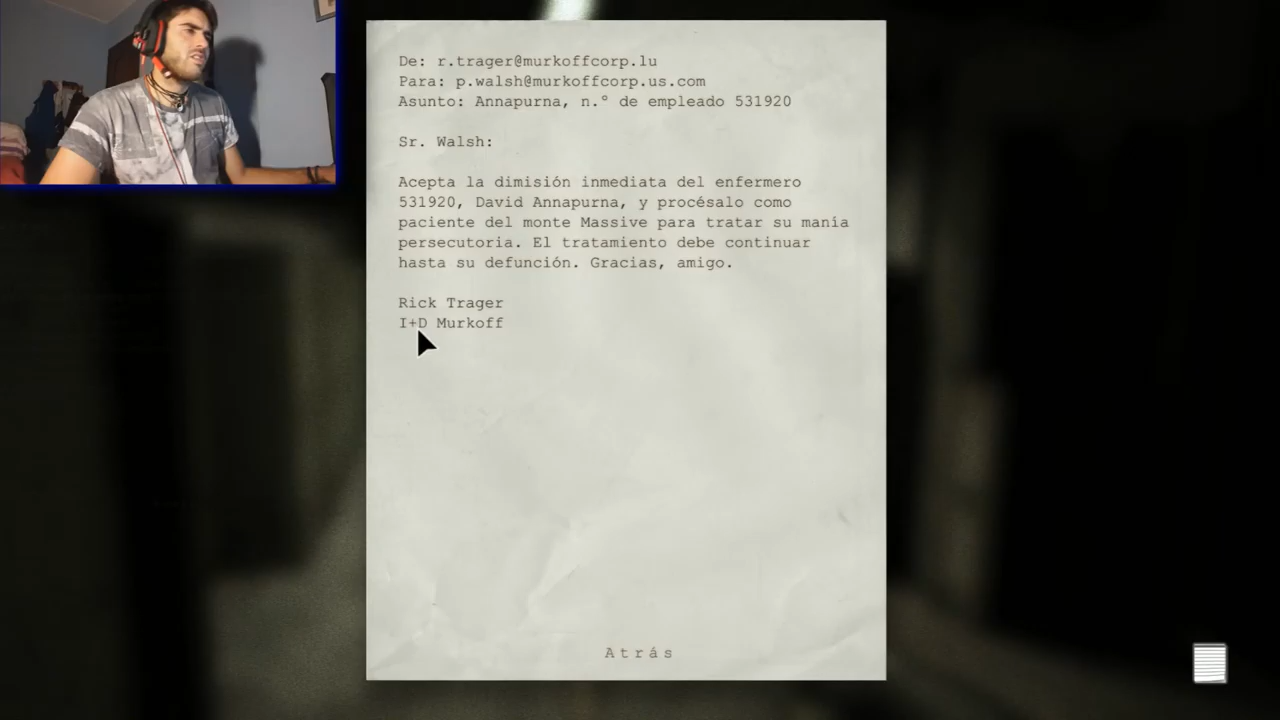 De: r.trager@murkoffcorp.lu
Para: p.walsh@murkoffcorp.us.com
Asunto: Annapurna, n.º de empleado 531920
Sr. Walsh:
Acepta la dimisión inmediata del enfermero
531920, David Annapurna, y procésalo como
paciente del monte Massive para tratar su manía
persecutoria. El tratamiento debe continuar
hasta su defunción. Gracias, amigo.
Rick Trager
I+D Murkoff
Atrás